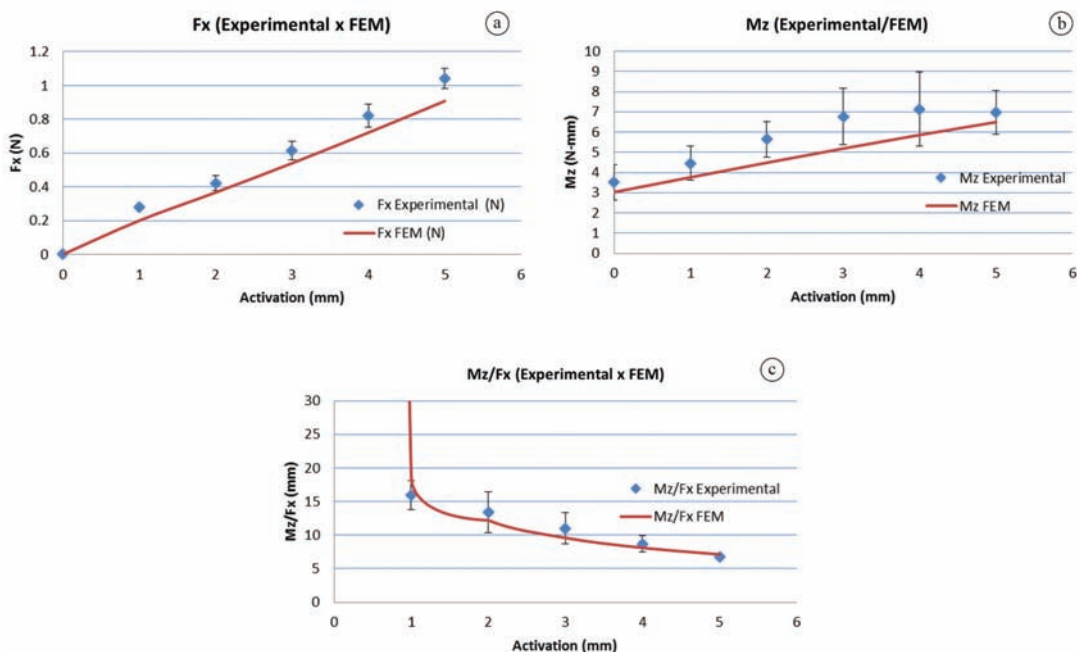 Fx (Experimental x FEM)
a
1.2
1
0.8
0.6
0.4
0.2
0
Fx (N)
Fx Experimental (N)
Fx FEM (N)
0 1 2 3 4 5 6
Activation (mm)
Mz (Experimental/FEM)
b
10
9
8
7
6
5
4
3
2
1
0
Mz (N-mm)
Mz Experimental
Mz FEM
0 1 2 3 4 5 6
Activation (mm)
Mz/Fx (Experimental x FEM)
c
30
25
20
15
10
5
0
Mz/Fx (mm)
Mz/Fx Experimental
Mz/Fx FEM
0 1 2 3 4 5 6
Activation (mm)